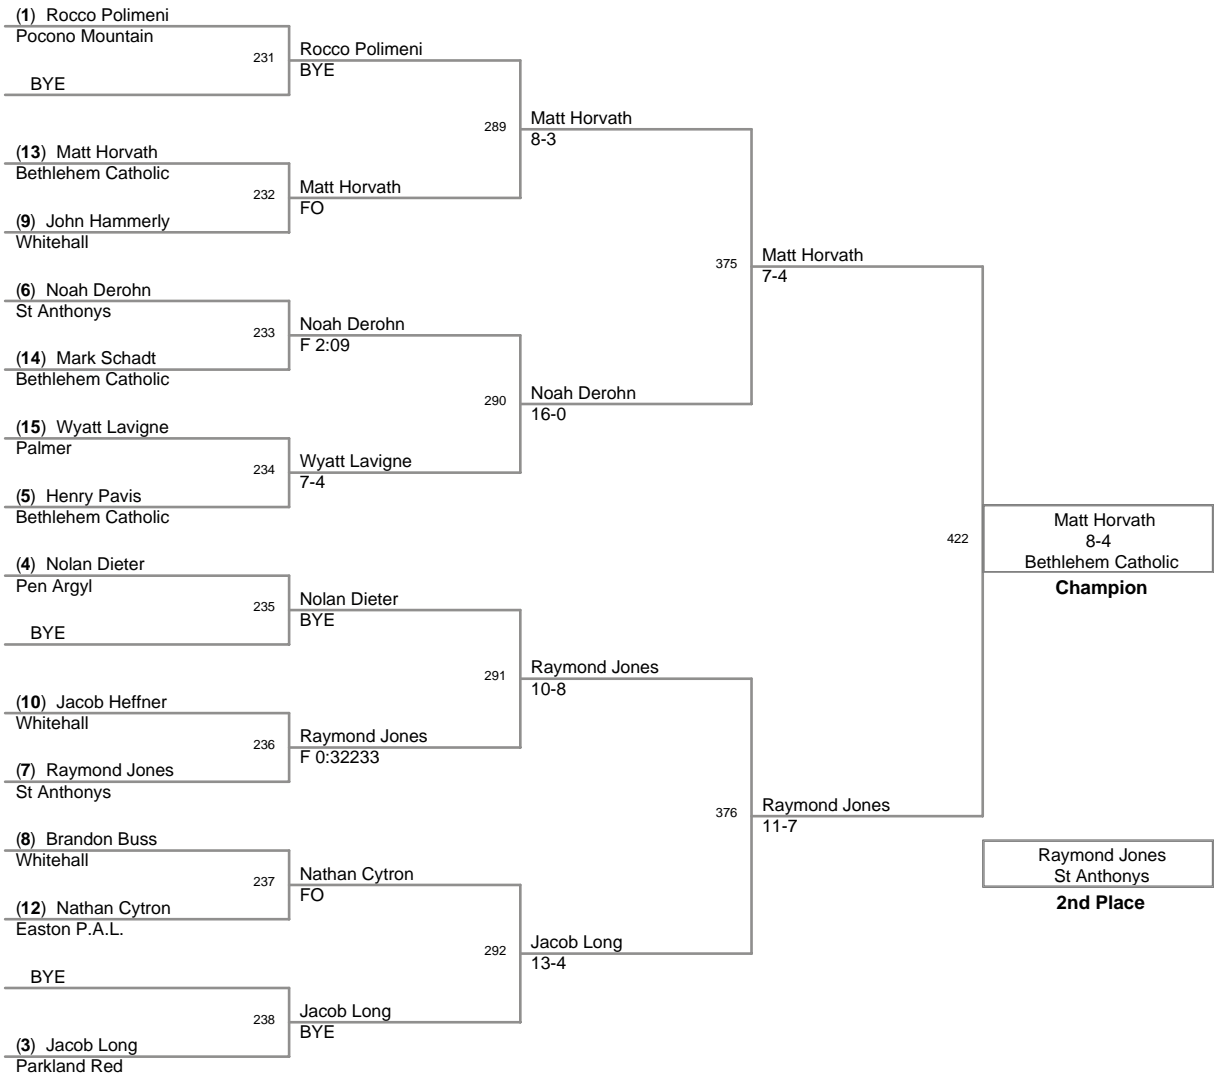 (1) Rocco Polimeni
Pocono Mountain
231
Rocco Polimeni
BYE
BYE
289
Matt Horvath
8-3
(13) Matt Horvath
Bethlehem Catholic
232
Matt Horvath
FO
(9) John Hammerly
Whitehall
375
Matt Horvath
7-4
(6) Noah Derohn
St Anthonys
233
Noah Derohn
F 2:09
(14) Mark Schadt
Bethlehem Catholic
290
Noah Derohn
16-0
(15) Wyatt Lavigne
Palmer
234
Wyatt Lavigne
7-4
(5) Henry Pavis
Bethlehem Catholic
422
Matt Horvath
8-4
Bethlehem Catholic
Champion
(4) Nolan Dieter
Pen Argyl
235
Nolan Dieter
BYE
BYE
291
Raymond Jones
10-8
(10) Jacob Heffner
Whitehall
236
Raymond Jones
F 0:32233
(7) Raymond Jones
St Anthonys
376
Raymond Jones
11-7
(8) Brandon Buss
Whitehall
237
Nathan Cytron
FO
(12) Nathan Cytron
Easton P.A.L.
Raymond Jones
St Anthonys
2nd Place
292
Jacob Long
13-4
BYE
238
Jacob Long
BYE
(3) Jacob Long
Parkland Red